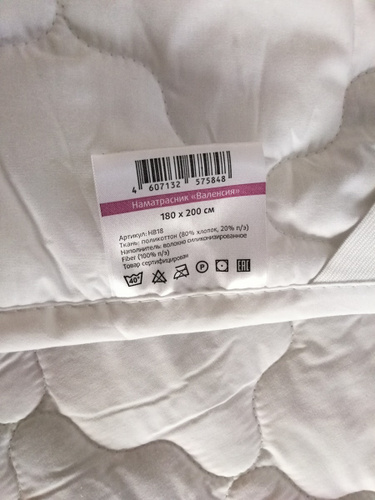 4 607132 575848
Наматрасник «Валенсия»
180 х 200 см
Артикул: НВ18
Ткань: поликоттон (80% хлопок, 20% п/э)
Наполнитель: волокно силиконизированное
Fiber (100% п/э)
Товар сертифицирован
40° P EAC